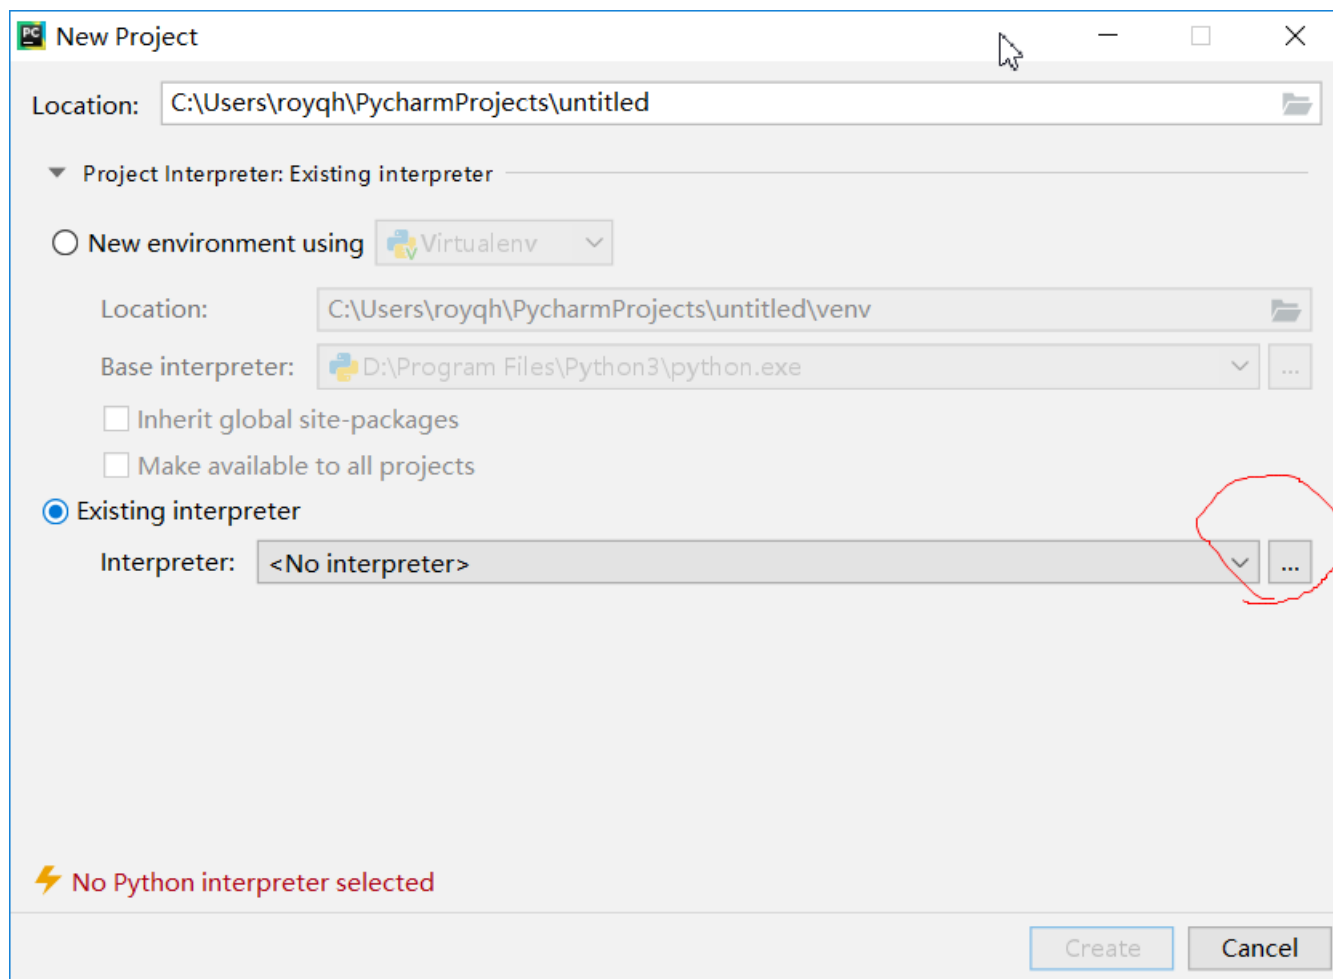 PC New Project
Location: C:\Users\royqh\PycharmProjects\untitled
Project Interpreter: Existing interpreter
New environment using Virtualenv
Location: C:\Users\royqh\PycharmProjects\untitled\venv
Base interpreter: D:\Program Files\Python3\python.exe ...
Inherit global site-packages
Make available to all projects
Existing interpreter
Interpreter: <No interpreter> ...
No Python interpreter selected
Create Cancel